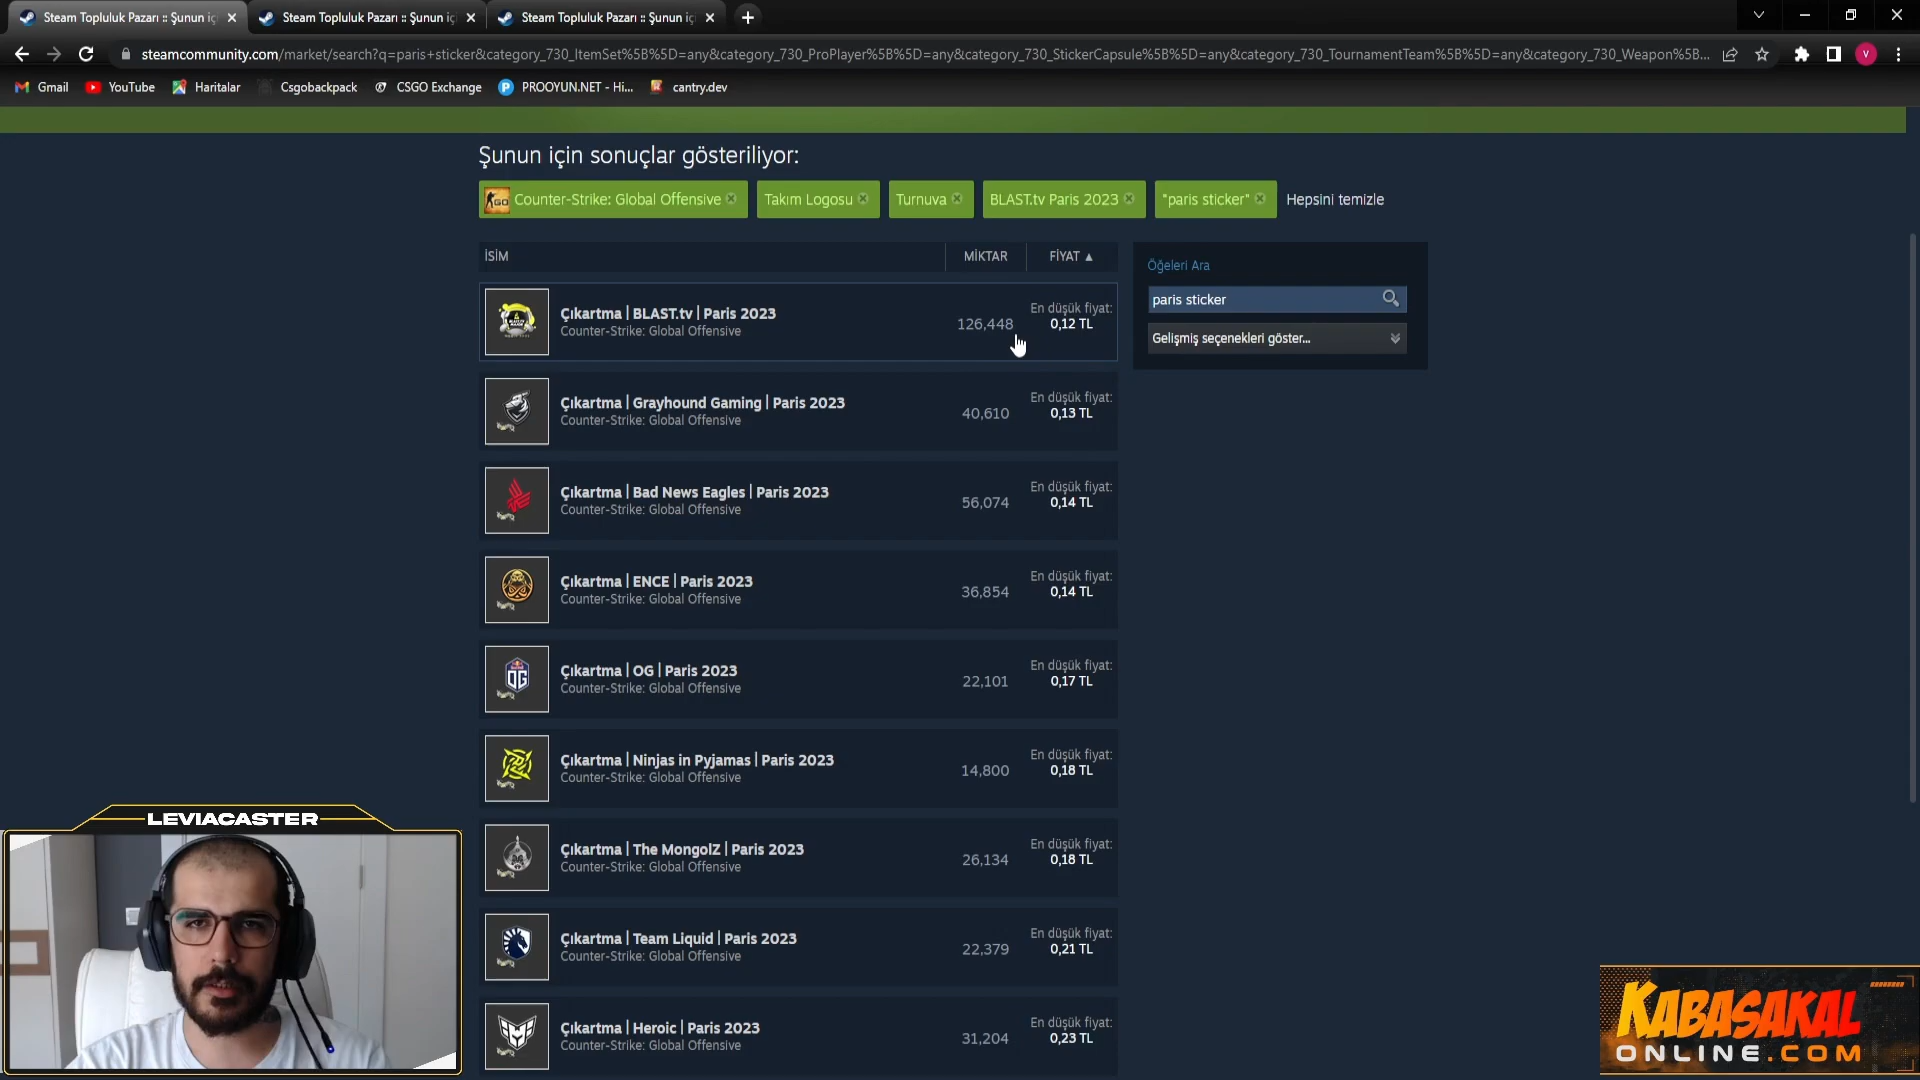 Steam Topluluk Pazarı :: Şunun içi
Steam Topluluk Pazarı :: Şunun içi
Steam Topluluk Pazarı :: Şunun içi
steamcommunity.com/market/search?q=paris+sticker&category_730_ItemSet%5B%5D=any&category_730_ProPlayer%5B%5D=any&category_730_StickerCapsule%5B%5D=any&category_730_TournamentTeam%5B%5D=any&category_730_Weapon%5B...
V
Gmail
YouTube
Haritalar
Csgobackpack
CSGO Exchange
PROOYUN.NET - Hi...
cantry.dev
Şunun için sonuçlar gösteriliyor:
Counter-Strike: Global Offensive
Takım Logosu
Turnuva
BLAST.tv Paris 2023
"paris sticker"
Hepsini temizle
İSİM
MİKTAR
FİYAT ▲
Öğeleri Ara
paris sticker
Gelişmiş seçenekleri göster...
Çıkartma | BLAST.tv | Paris 2023
Counter-Strike: Global Offensive
126,448
En düşük fiyat:
0,12 TL
Çıkartma | Grayhound Gaming | Paris 2023
Counter-Strike: Global Offensive
40,610
En düşük fiyat:
0,13 TL
Çıkartma | Bad News Eagles | Paris 2023
Counter-Strike: Global Offensive
56,074
En düşük fiyat:
0,14 TL
Çıkartma | ENCE | Paris 2023
Counter-Strike: Global Offensive
36,854
En düşük fiyat:
0,14 TL
Çıkartma | OG | Paris 2023
Counter-Strike: Global Offensive
22,101
En düşük fiyat:
0,17 TL
Çıkartma | Ninjas in Pyjamas | Paris 2023
Counter-Strike: Global Offensive
14,800
En düşük fiyat:
0,18 TL
Çıkartma | The MongolZ | Paris 2023
Counter-Strike: Global Offensive
26,134
En düşük fiyat:
0,18 TL
Çıkartma | Team Liquid | Paris 2023
Counter-Strike: Global Offensive
22,379
En düşük fiyat:
0,21 TL
Çıkartma | Heroic | Paris 2023
Counter-Strike: Global Offensive
31,204
En düşük fiyat:
0,23 TL
LEVIACASTER
KABASAKAL
ONLINE.COM